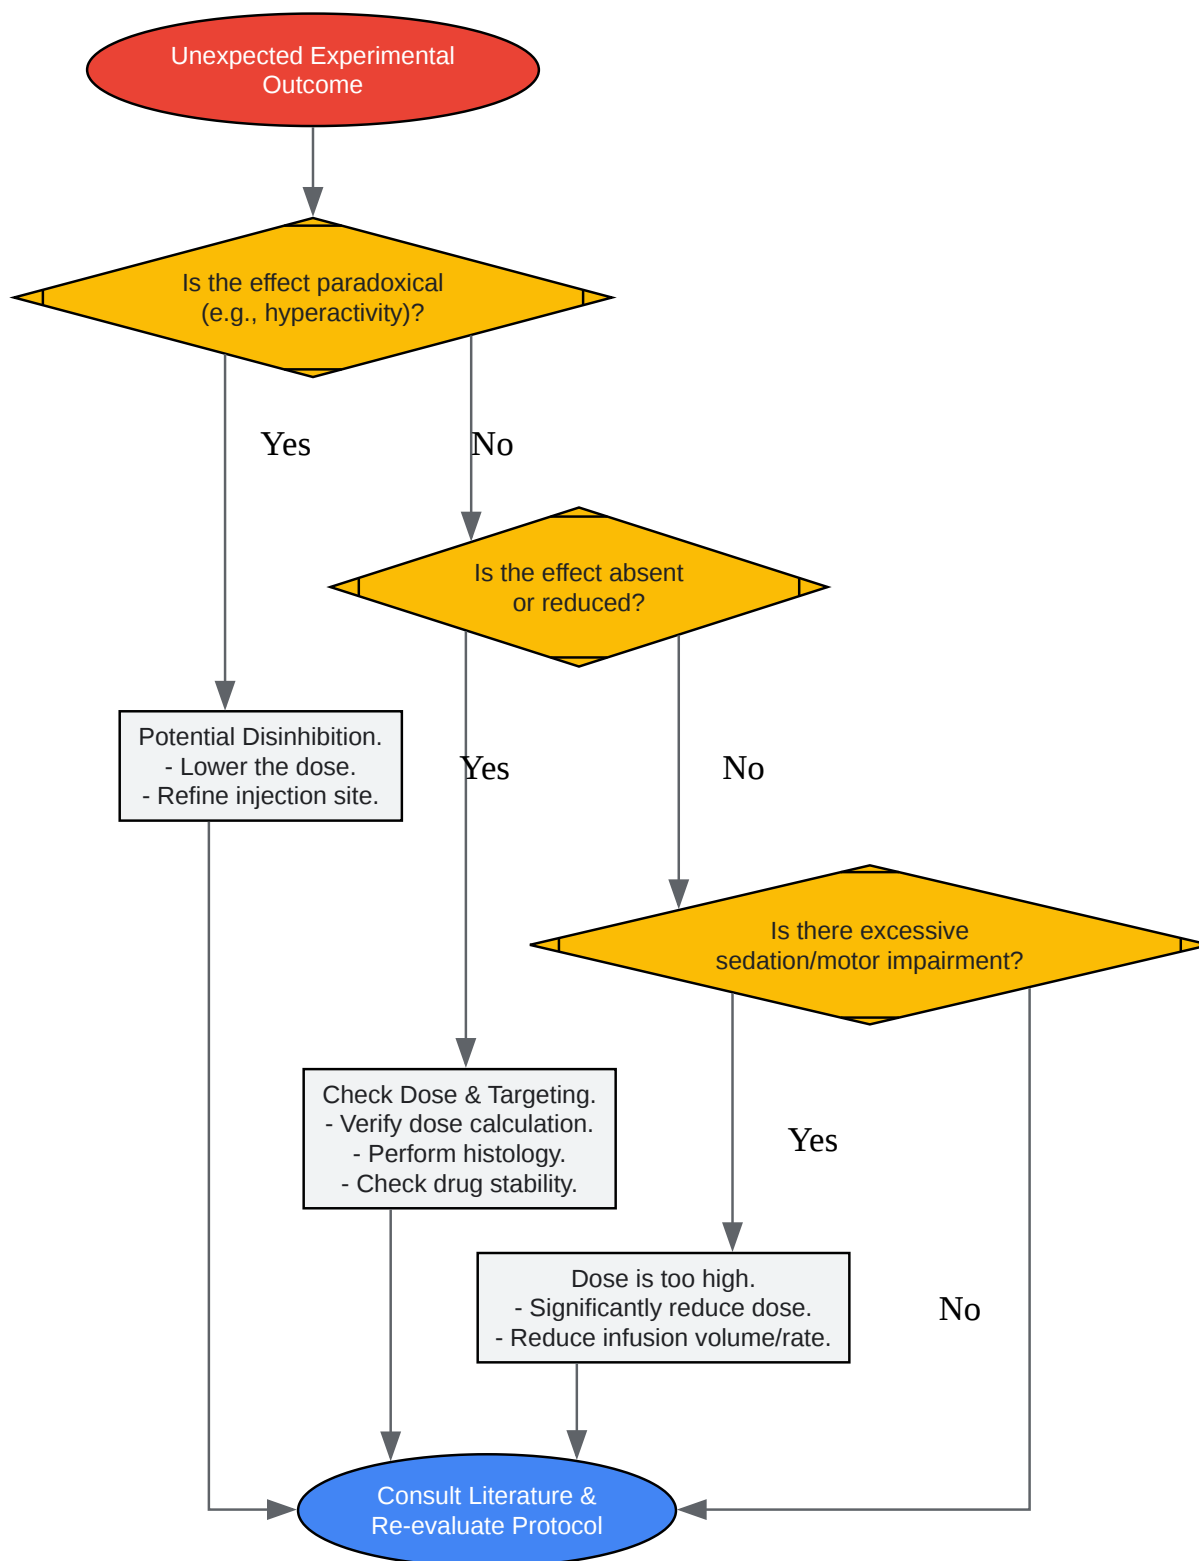 Unexpected Experimental
Outcome
Is the effect paradoxical
(e.g., hyperactivity)?
Yes
No
Is the effect absent
or reduced?
Potential Disinhibition.
- Lower the dose.
- Refine injection site.
Yes
No
Is there excessive
sedation/motor impairment?
Check Dose & Targeting.
- Verify dose calculation.
- Perform histology.
- Check drug stability.
Yes
Dose is too high.
- Significantly reduce dose.
- Reduce infusion volume/rate.
No
Consult Literature &
Re-evaluate Protocol